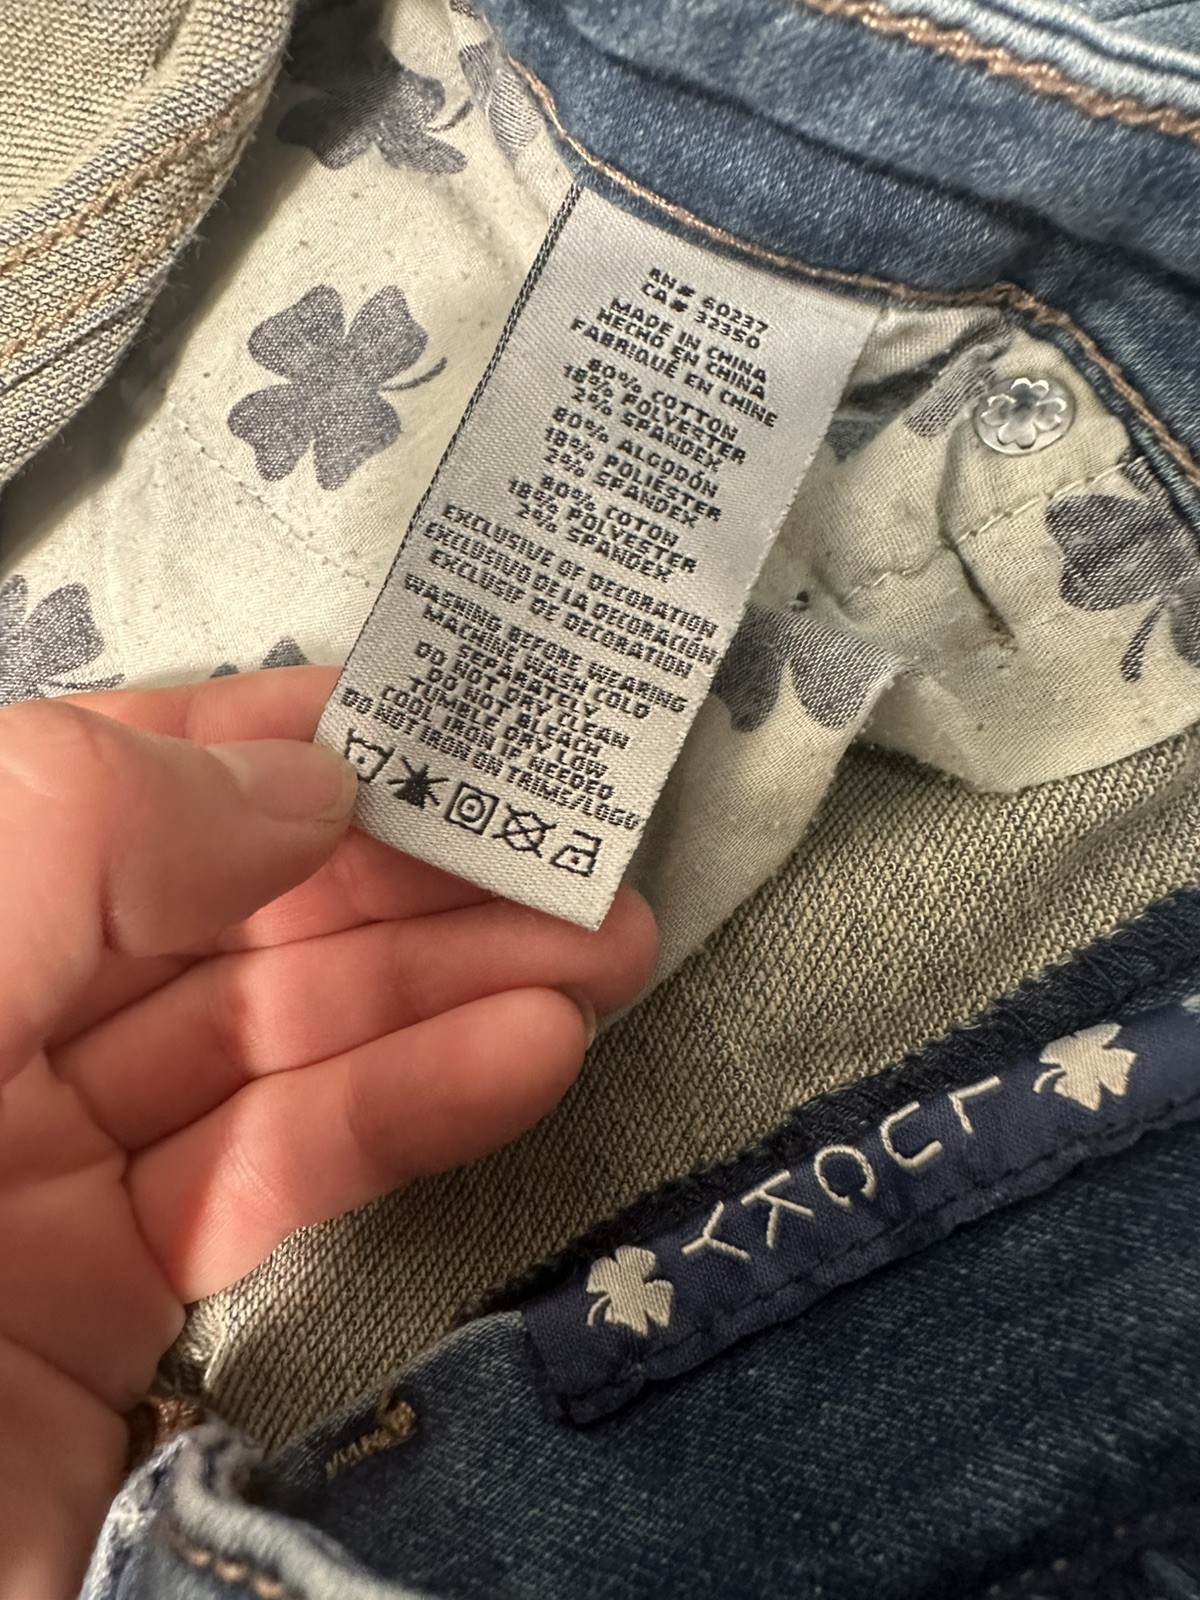 RN# 60237
CA# 32350
MADE IN CHINA
HECHO EN CHINA
FABRIQUÉ EN CHINE
80% COTTON
18% POLYESTER
2% SPANDEX
80% ALGODÓN
18% POLIÉSTER
2% SPANDEX
80% COTON
18% POLYESTER
2% SPANDEX
EXCLUSIVE OF DECORATION
EXCLUSIVO DE LA DECORACIÓN
EXCLUSIF DE DECORATION
WASHING BEFORE WEARING
MACHINE WASH COLD
SEPARATELY
DO NOT DRY CLEAN
DO NOT BLEACH
TUMBLE DRY LOW
COOL IRON IF NEEDED
DO NOT IRON ON TRIMS/LOGO
LUCKY